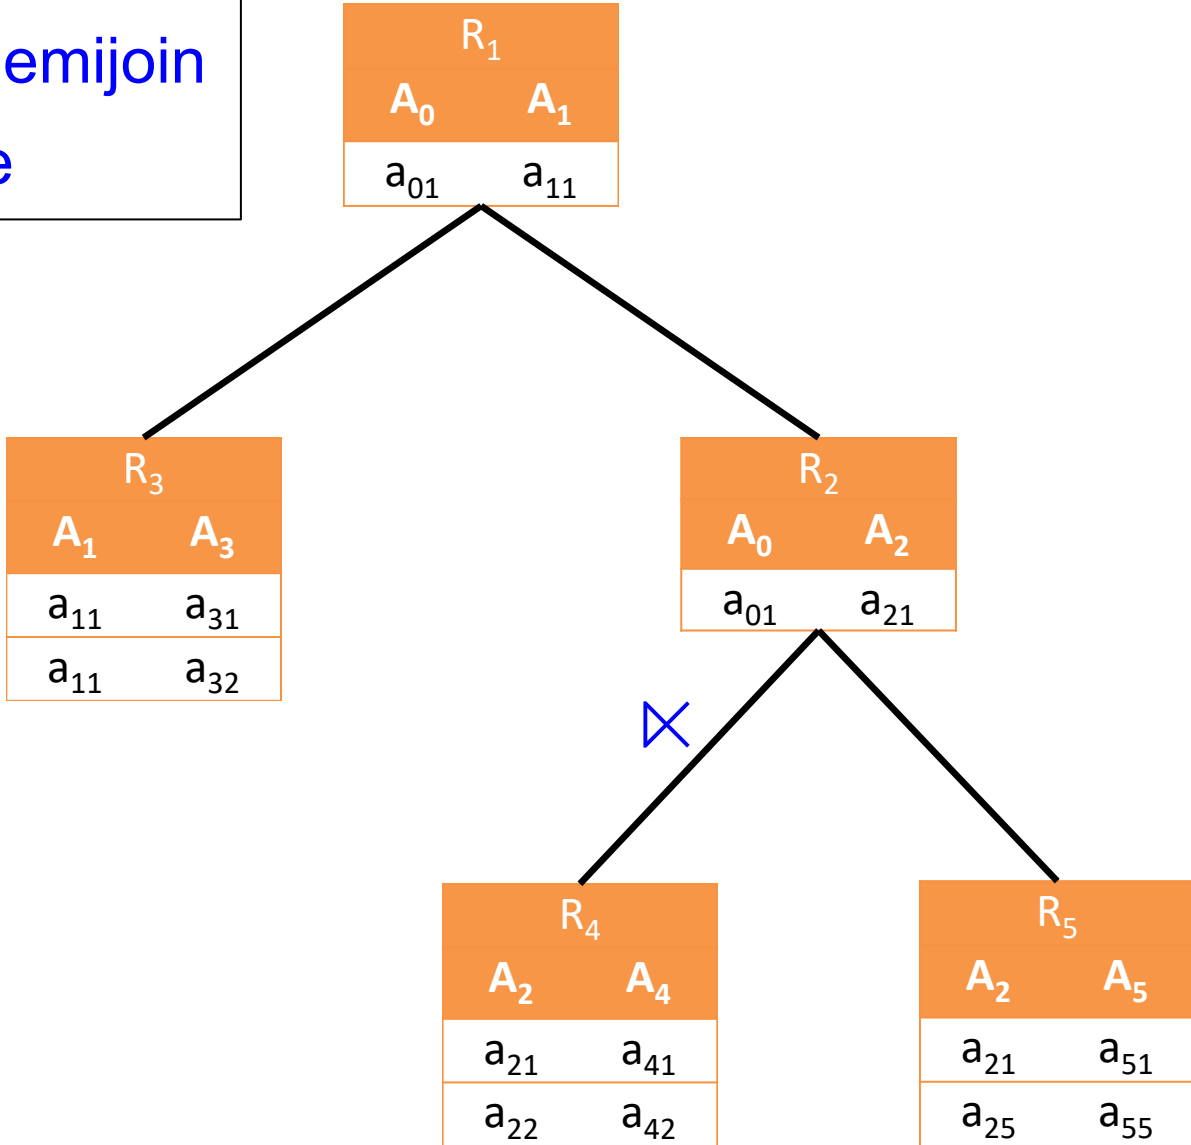 emijoin
e
R₁
A₀ A₁
a₀₁ a₁₁
R₃
A₁ A₃
a₁₁ a₃₁
a₁₁ a₃₂
R₂
A₀ A₂
a₀₁ a₂₁
⋉
R₄
A₂ A₄
a₂₁ a₄₁
a₂₂ a₄₂
R₅
A₂ A₅
a₂₁ a₅₁
a₂₅ a₅₅